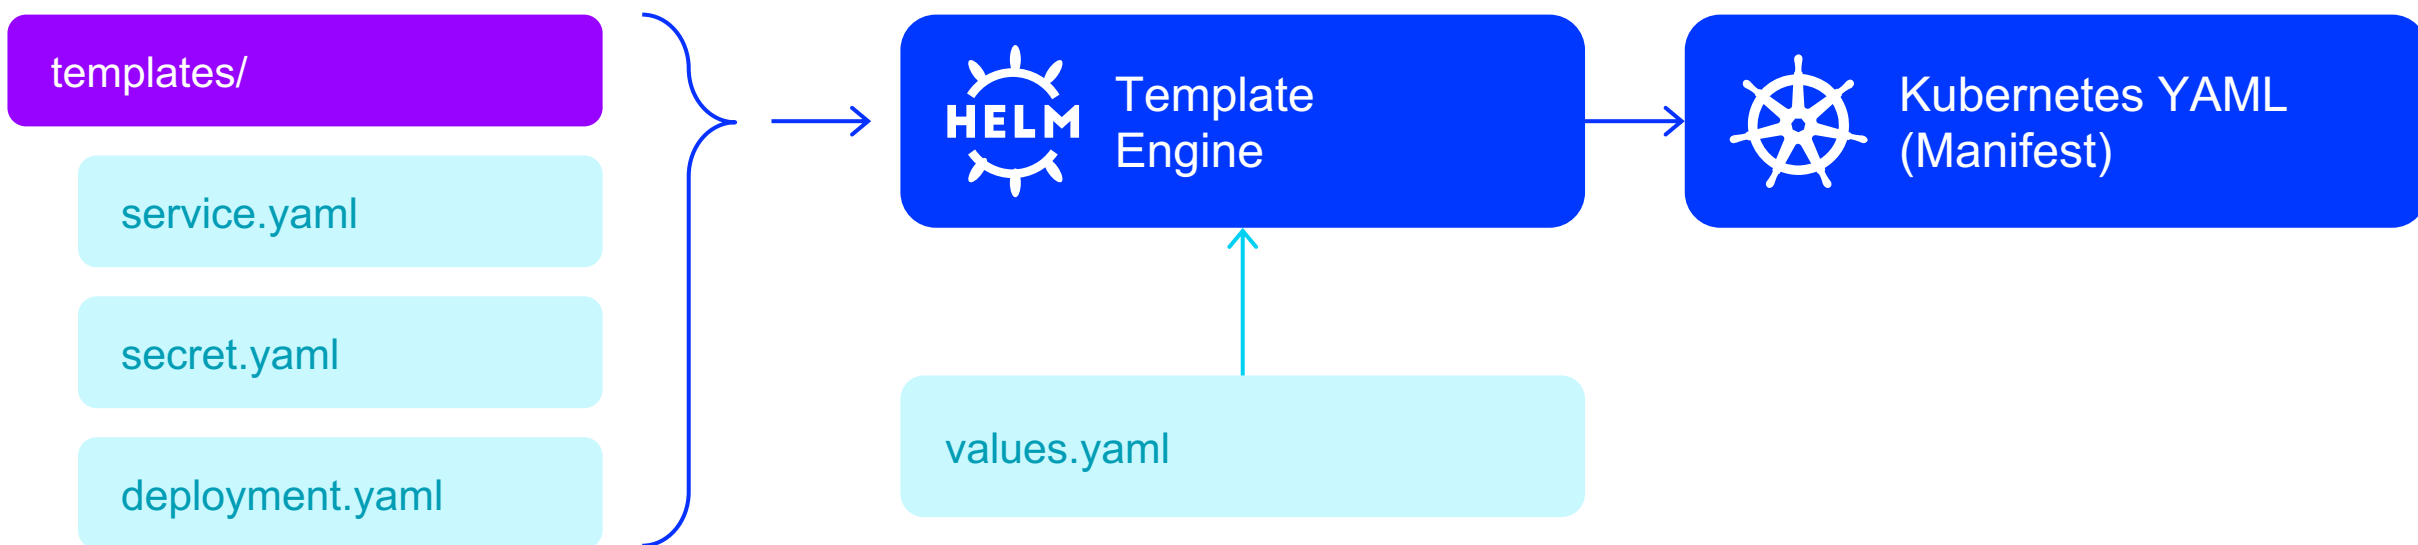 templates/
service.yaml
secret.yaml
deployment.yaml
HELM
Template
Engine
values.yaml
Kubernetes YAML
(Manifest)